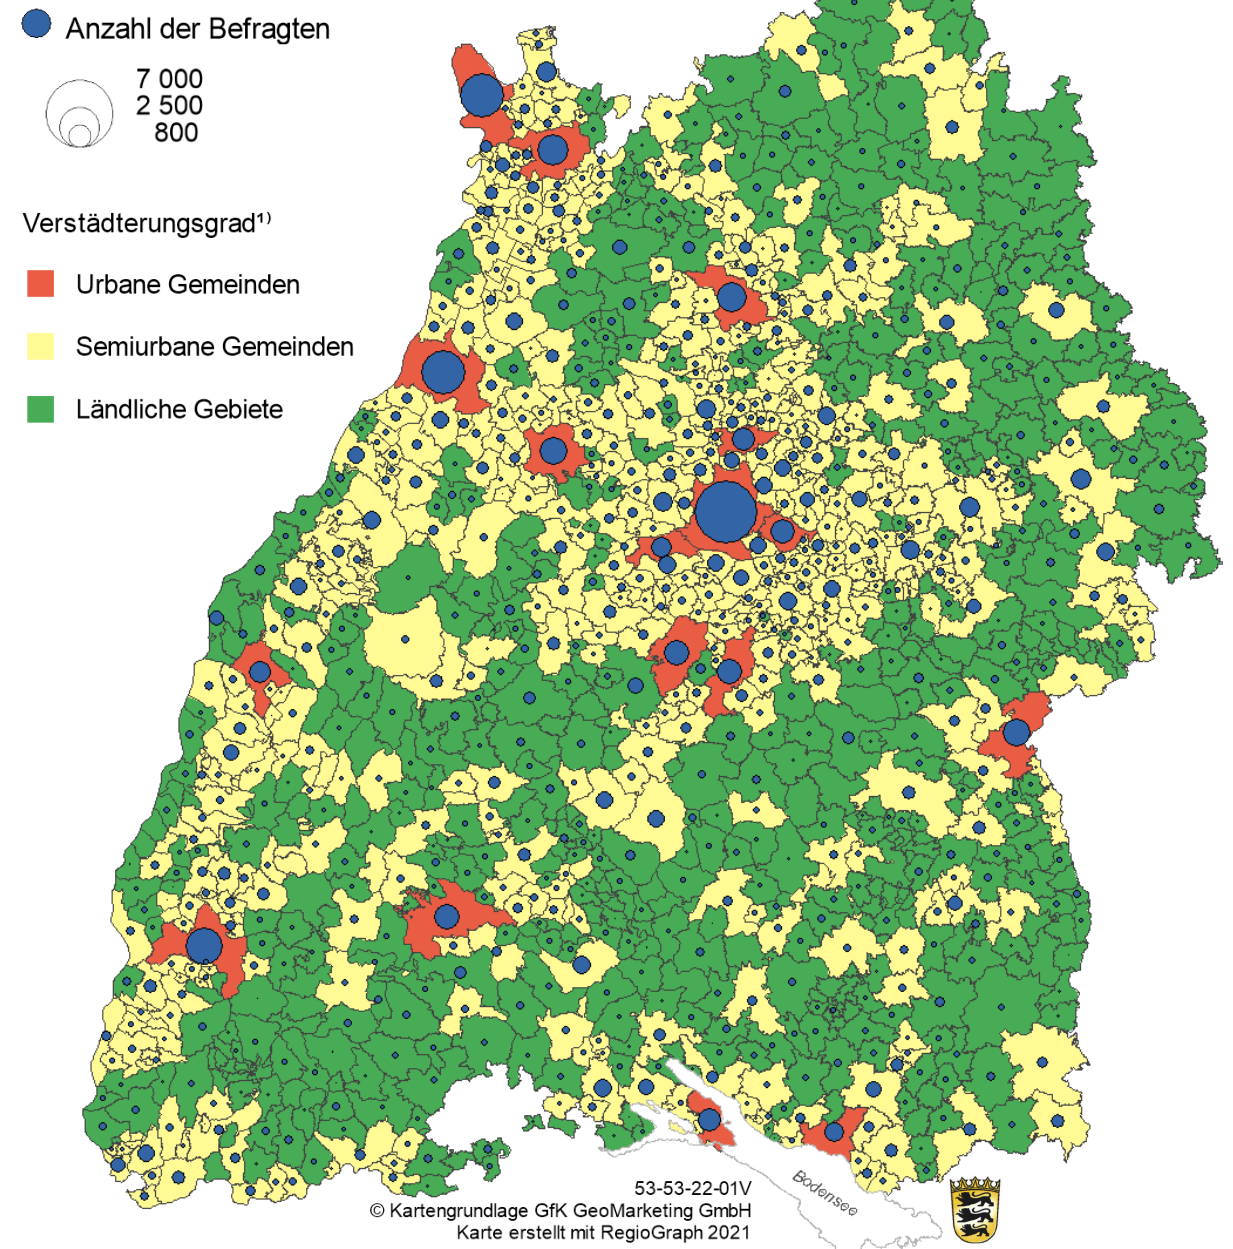 Anzahl der Befragten
7 000
2 500
800
Verstädterungsgrad¹⁾
Urbane Gemeinden
Semiurbane Gemeinden
Ländliche Gebiete
Bodensee
53-53-22-01V
© Kartengrundlage GfK GeoMarketing GmbH
Karte erstellt mit RegioGraph 2021